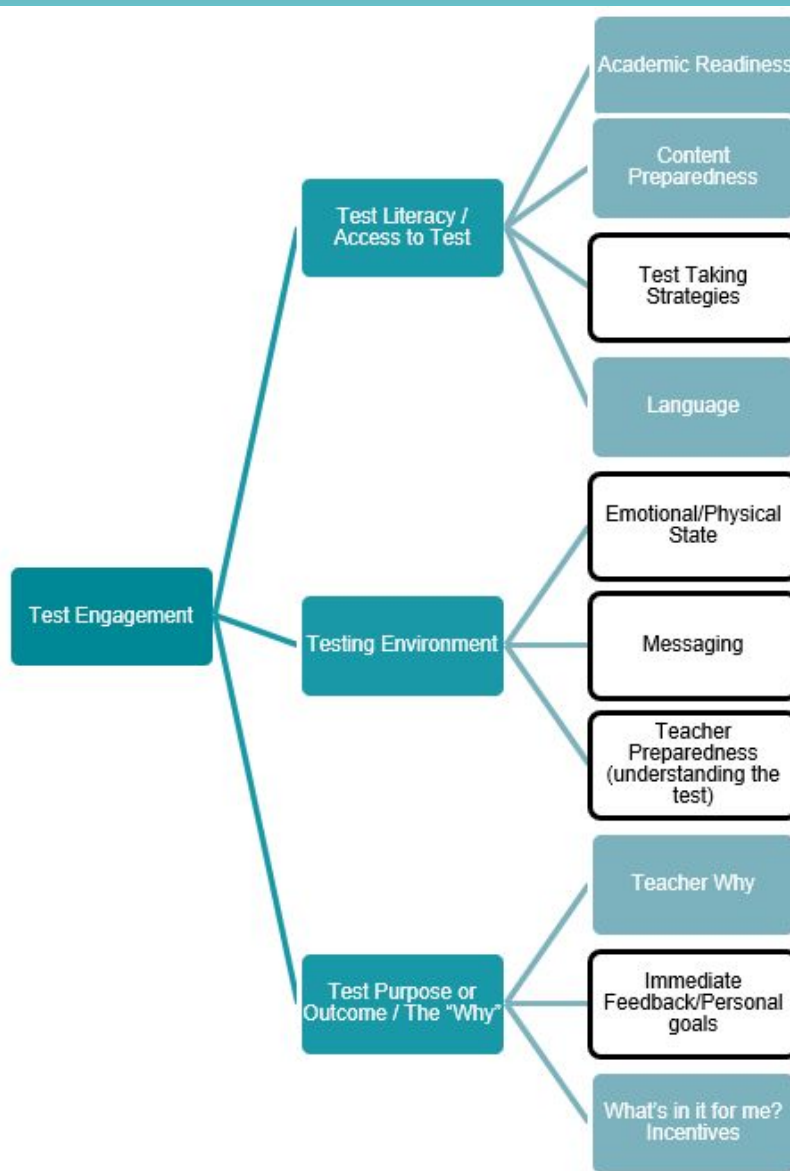 Academic Readiness
Content
Preparedness
Test Literacy /
Access to Test
Test Taking
Strategies
Language
Emotional/Physical
State
Test Engagement
Testing Environment
Messaging
Teacher
Preparedness
(understanding the
test)
Teacher Why
Test Purpose or
Outcome / The “Why”
Immediate
Feedback/Personal
goals
What's in it for me?
Incentives